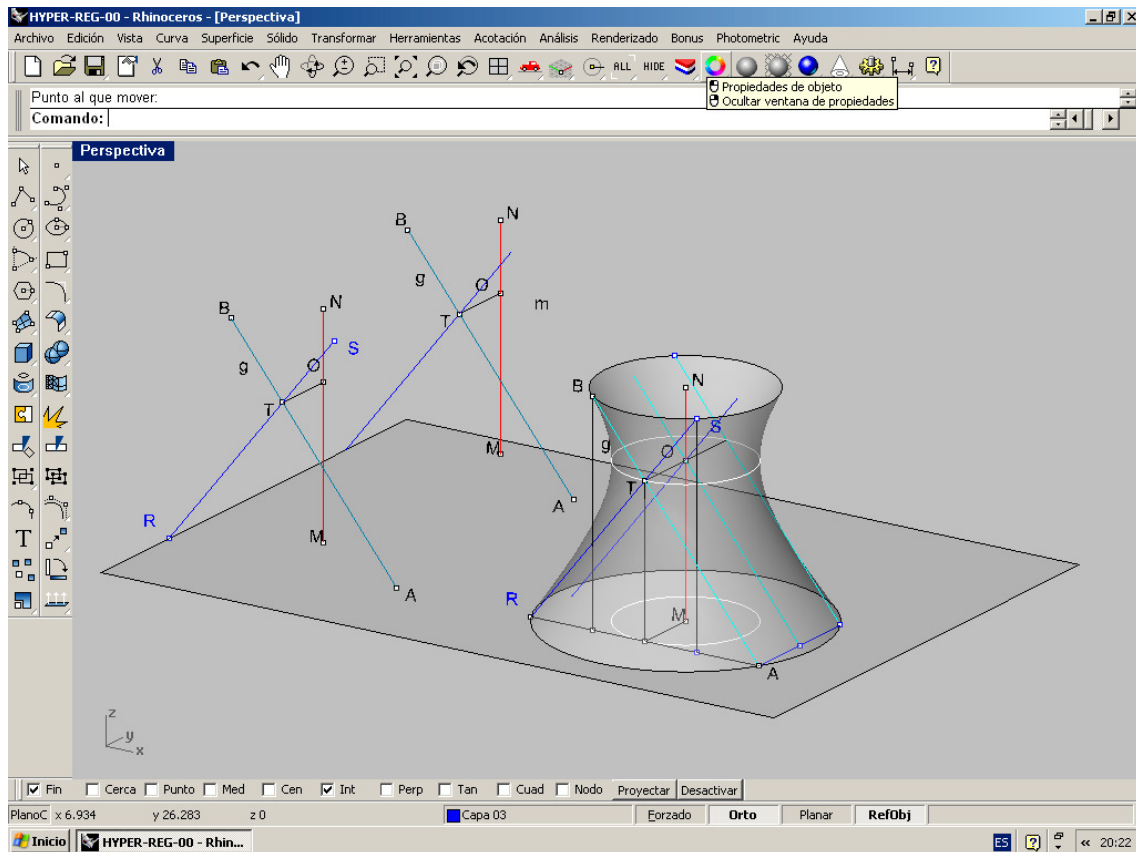 HYPER-REG-00 - Rhinoceros - [Perspectiva]
Archivo Edición Vista Curva Superficie Sólido Transformar Herramientas Acotación Análisis Renderizado Bonus Photometric Ayuda
ALL HIDE
Punto al que mover:
Propiedades de objeto
Ocultar ventana de propiedades
Comando:
Perspectiva
B N
g O m
T
B N
g O S
T
M
A
R
M
A
B N
S
g O
T
R
M
A
T
z
y
x
Fin Cerca Punto Med Cen Int Perp Tan Cuad Nodo Proyectar Desactivar
PlanoC x 6.934 y 26.283 z 0 Capa 03 Forzado Orto Planar RefObj
Inicio HYPER-REG-00 - Rhin... ES « 20:22